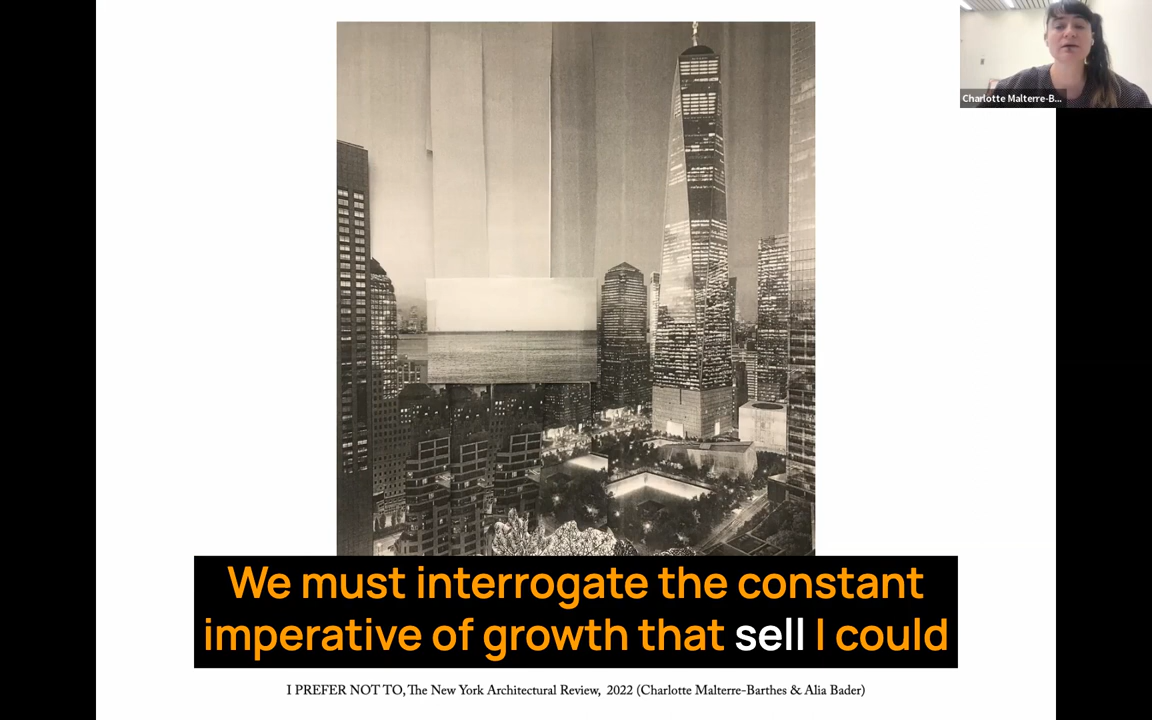 Charlotte Malterre-B...
We must interrogate the constant
imperative of growth that sell I could
I PREFER NOT TO, The New York Architectural Review, 2022 (Charlotte Malterre-Barthes & Alia Bader)